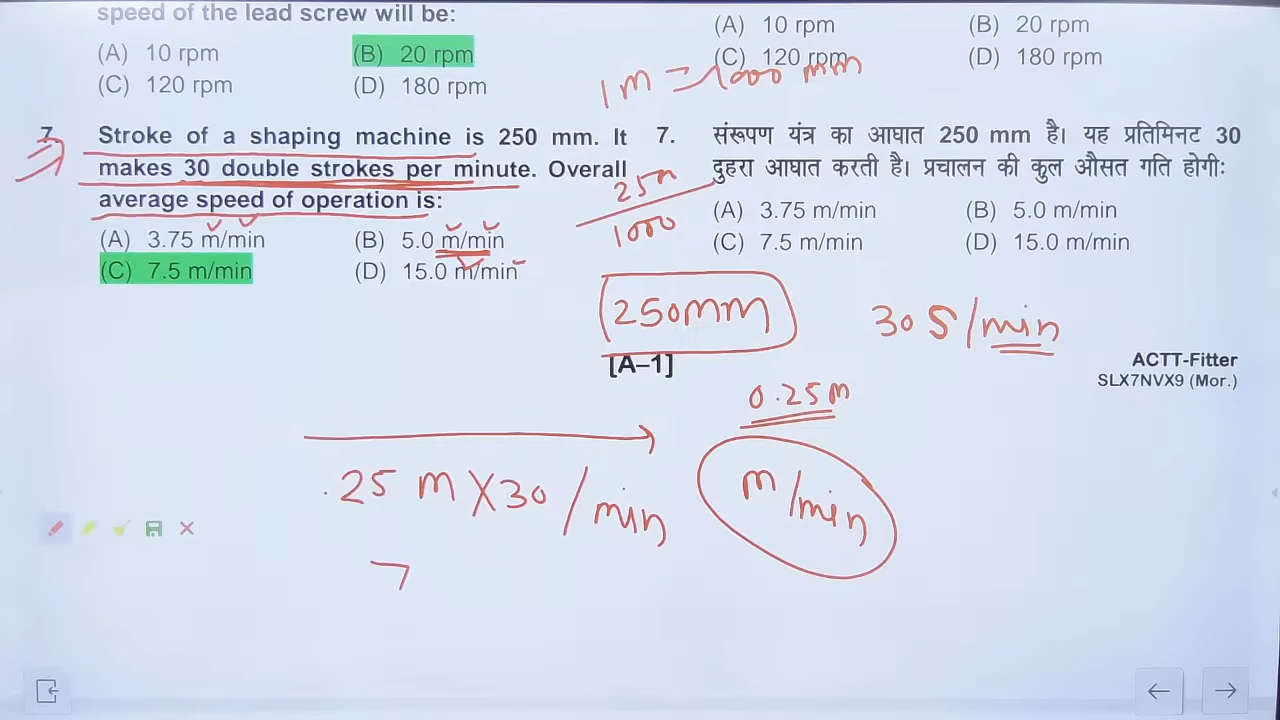 speed of the lead screw will be:
(A) 10 rpm
(B) 20 rpm
(C) 120 rpm
(D) 180 rpm
7. Stroke of a shaping machine is 250 mm. It
makes 30 double strokes per minute. Overall
average speed of operation is:
(A) 3.75 m/min
(B) 5.0 m/min
(C) 7.5 m/min
(D) 15.0 m/min
(A) 10 rpm
(B) 20 rpm
(C) 120 rpm
(D) 180 rpm
1m = 1000 mm
7. संरूपण यंत्र का आघात 250 mm है। यह प्रतिमिनट 30
दुहरा आघात करती है। प्रचालन की कुल औसत गति होगीः
(A) 3.75 m/min
(B) 5.0 m/min
(C) 7.5 m/min
(D) 15.0 m/min
1000
250mm
30 S/min
[A–1]
ACTT-Fitter
SLX7NVX9 (Mor.)
0.25m
.25 m X 30 / min
m/min
7